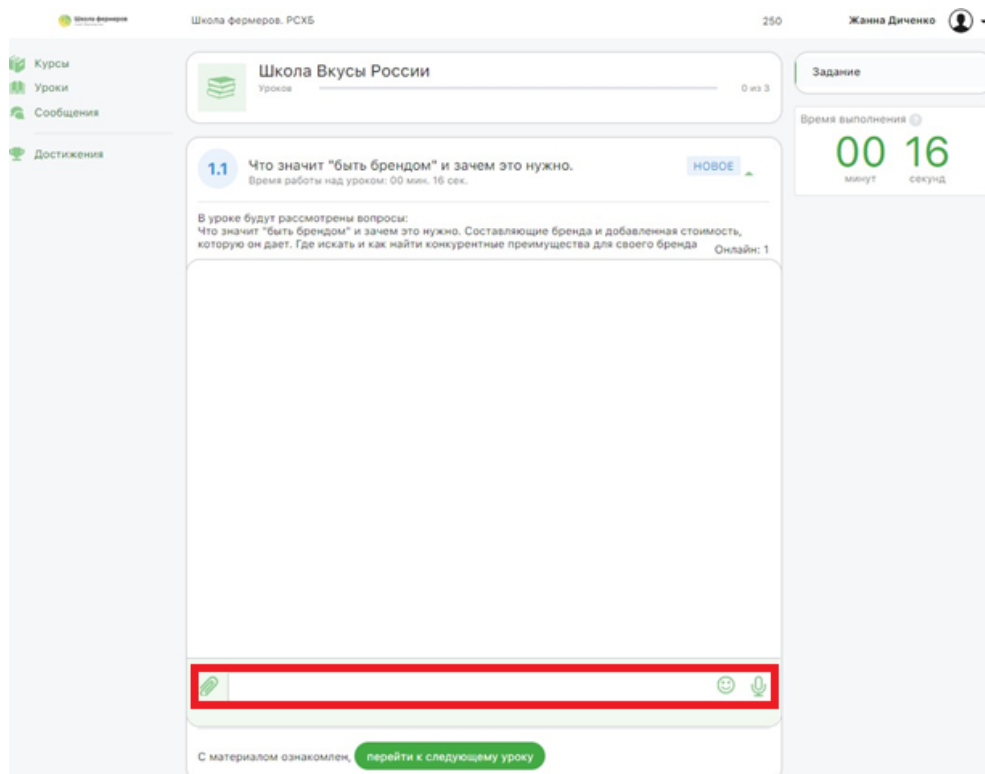 Школа фермеров
Школа фермеров. РСХБ
250
Жанна Диченко
Курсы
Уроки
Сообщения
Достижения
Школа Вкусы России
Уроков
0 из 3
1.1
Что значит "быть брендом" и зачем это нужно.
Время работы над уроком: 00 мин. 16 сек.
НОВОЕ
В уроке будут рассмотрены вопросы:
Что значит "быть брендом" и зачем это нужно. Составляющие бренда и добавленная стоимость,
которую он дает. Где искать и как найти конкурентные преимущества для своего бренда
Онлайн: 1
С материалом ознакомлен,
перейти к следующему уроку
Задание
Время выполнения ?
00 16
минут секунд